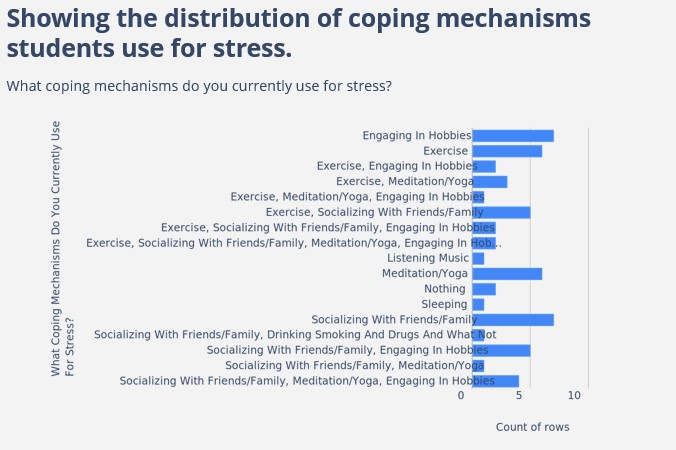 Showing the distribution of coping mechanisms
students use for stress.
What coping mechanisms do you currently use for stress?
What Coping Mechanisms Do You Currently Use
For Stress?
Engaging In Hobbies
Exercise
Exercise, Engaging In Hobbies
Exercise, Meditation/Yoga
Exercise, Meditation/Yoga, Engaging In Hobbies
Exercise, Socializing With Friends/Family
Exercise, Socializing With Friends/Family, Engaging In Hobbies
Exercise, Socializing With Friends/Family, Meditation/Yoga, Engaging In Hob...
Listening Music
Meditation/Yoga
Nothing
Sleeping
Socializing With Friends/Family
Socializing With Friends/Family, Drinking Smoking And Drugs And What Not
Socializing With Friends/Family, Engaging In Hobbies
Socializing With Friends/Family, Meditation/Yoga
Socializing With Friends/Family, Meditation/Yoga, Engaging In Hobbies
0 5 10
Count of rows